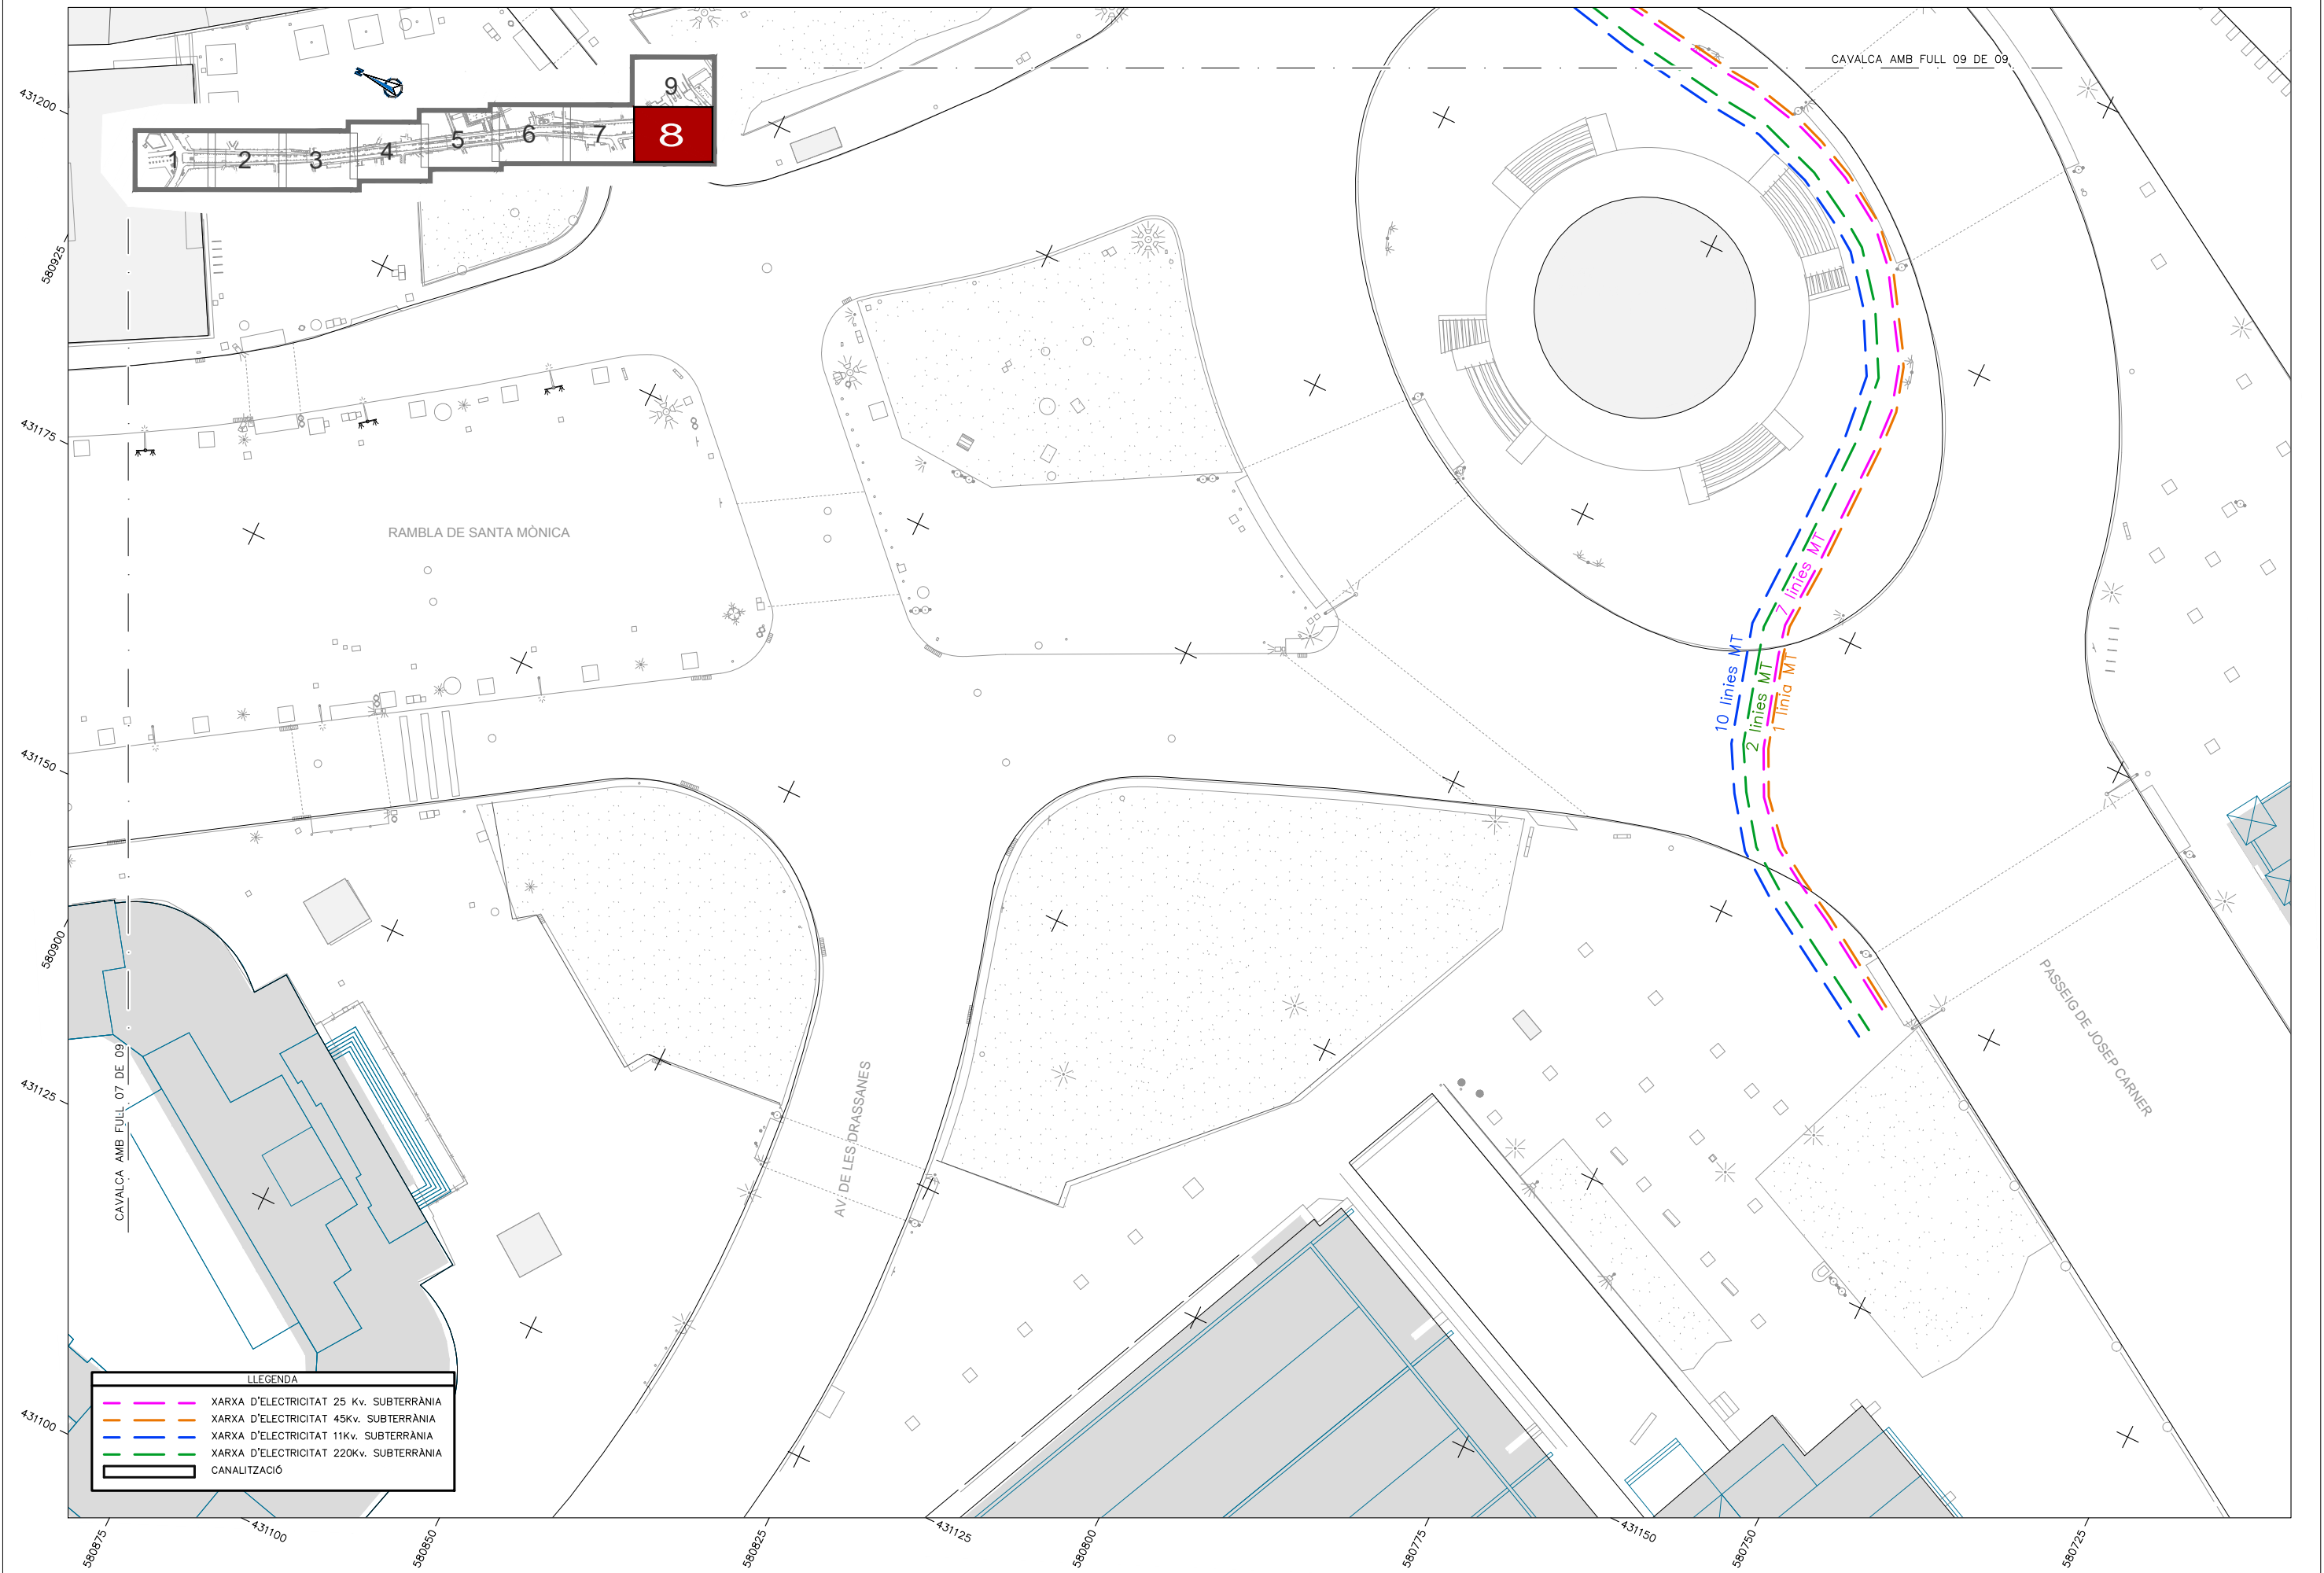 CAVALCA AMB FULL 09 DE 09
431200
1
2
3
4
5
6
7
8
9
580925
431175
RAMBLA DE SANTA MÒNICA
7 linies MT
10 linies MT
2 linies MT
1 linia MT
431150
580900
PASSEIG DE JOSEP CARNER
CAVALCA AMB FULL 07 DE 09
AV. DE LES DRASSANES
431125
431100
LLEGENDA
XARXA D'ELECTRICITAT 25 Kv. SUBTERRÀNIA
XARXA D'ELECTRICITAT 45Kv. SUBTERRÀNIA
XARXA D'ELECTRICITAT 11Kv. SUBTERRÀNIA
XARXA D'ELECTRICITAT 220Kv. SUBTERRÀNIA
CANALITZACIÓ
580875
431100
580850
580825
431125
580800
580775
431150
580750
580725